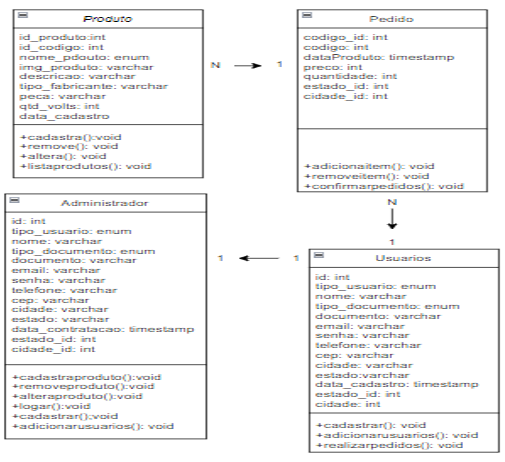 Produto
id_produto:int
id_codigo: int
nome_pdouto: enum
img_produto: varchar
descricao: varchar
tipo_fabricante: varchar
peca: varchar
qtd_volts: int
data_cadastro
+cadastra():void
+remove(): void
+altera(): void
+listaprodutos(): void
N
1
Pedido
codigo_id: int
codigo: int
dataProduto: timestamp
preco: int
quantidade: int
estado_id: int
cidade_id: int
+adicionaitem(): void
+removeitem(): void
+confirmarpedidos(): void
N
1
Administrador
id: int
tipo_usuario: enum
nome: varchar
tipo_documento: enum
documento: varchar
email: varchar
senha: varchar
telefone: varchar
cep: varchar
cidade: varchar
estado: varchar
data_contratacao: timestamp
estado_id: int
cidade_id: int
+cadastraproduto():void
+removeproduto():void
+alteraproduto():void
+logar():void
+cadastrar():void
+adicionarusuarios(): void
1
1
Usuarios
id: int
tipo_usuario: enum
nome: varchar
tipo_documento: enum
documento: varchar
email: varchar
senha: varchar
telefone: varchar
cep: varchar
cidade: varchar
estado:varchar
data_cadastro: timestamp
estado_id: int
cidade: int
+cadastrar(): void
+adicionarusuarios(): void
+realizarpedidos(): void